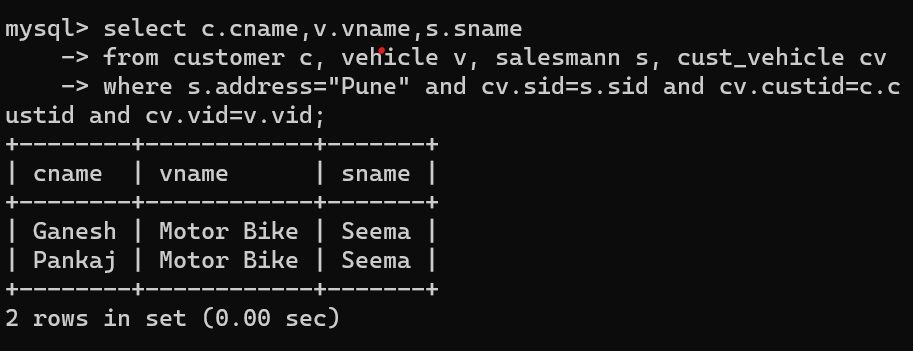 mysql> select c.cname,v.vname,s.sname
    -> from customer c, vehicle v, salesmann s, cust_vehicle cv
    -> where s.address="Pune" and cv.sid=s.sid and cv.custid=c.c
ustid and cv.vid=v.vid;
+--------+------------+-------+
| cname  | vname      | sname |
+--------+------------+-------+
| Ganesh | Motor Bike | Seema |
| Pankaj | Motor Bike | Seema |
+--------+------------+-------+
2 rows in set (0.00 sec)